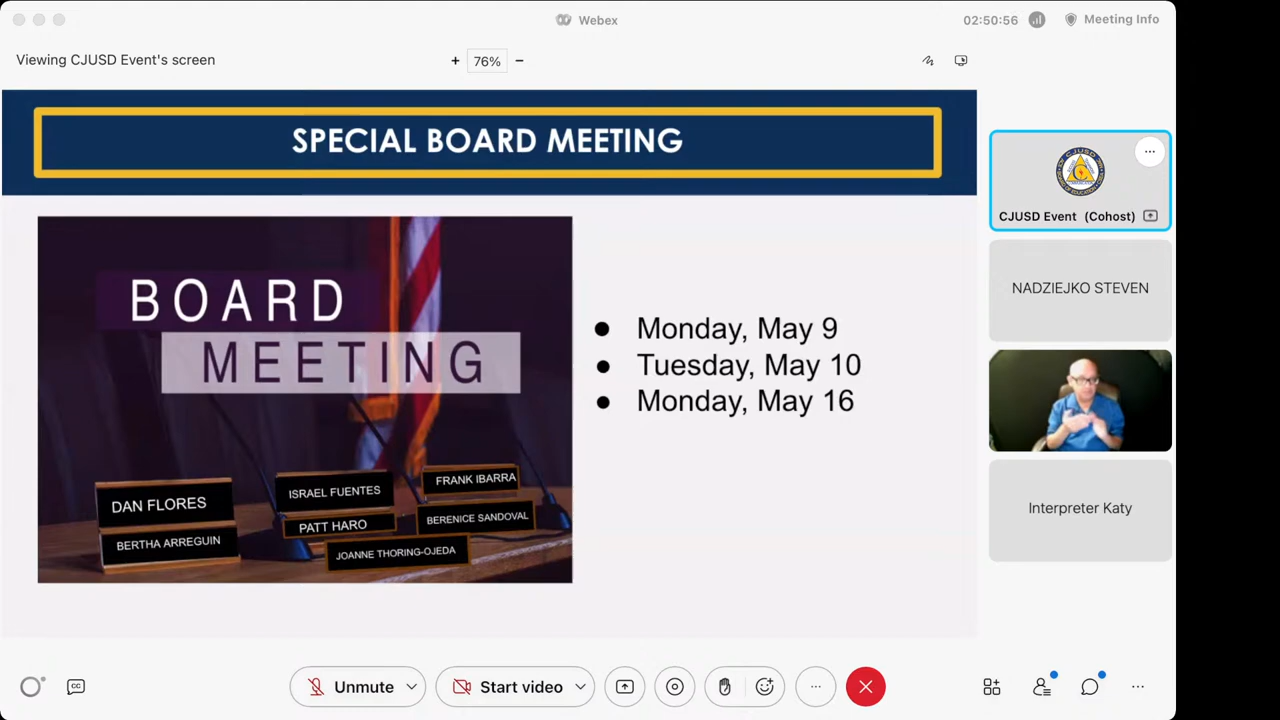 Webex
02:50:56
Meeting Info
Viewing CJUSD Event's screen
+ 76% −
SPECIAL BOARD MEETING
BOARD
MEETING
DAN FLORES
BERTHA ARREGUIN
ISRAEL FUENTES
PATT HARO
JOANNE THORING-OJEDA
FRANK IBARRA
BERENICE SANDOVAL
● Monday, May 9
● Tuesday, May 10
● Monday, May 16
CJUSD
CJUSD Event (Cohost)
NADZIEJKO STEVEN
Interpreter Katy
CC
Unmute
Start video